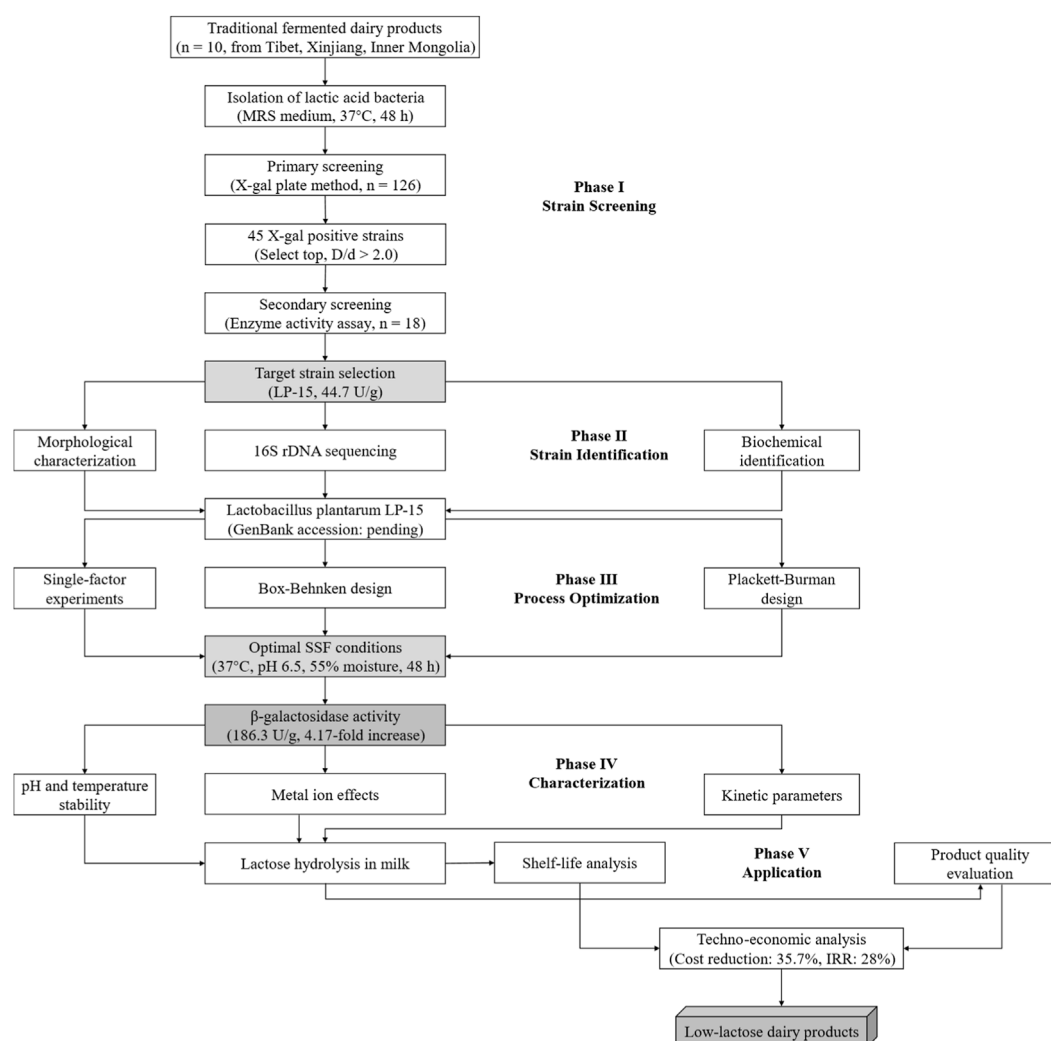 Traditional fermented dairy products
(n = 10, from Tibet, Xinjiang, Inner Mongolia)
Isolation of lactic acid bacteria
(MRS medium, 37°C, 48 h)
Primary screening
(X-gal plate method, n = 126)
Phase I
Strain Screening
45 X-gal positive strains
(Select top, D/d > 2.0)
Secondary screening
(Enzyme activity assay, n = 18)
Target strain selection
(LP-15, 44.7 U/g)
Morphological
characterization
16S rDNA sequencing
Phase II
Strain Identification
Biochemical
identification
Lactobacillus plantarum LP-15
(GenBank accession: pending)
Single-factor
experiments
Box-Behnken design
Phase III
Process Optimization
Plackett-Burman
design
Optimal SSF conditions
(37°C, pH 6.5, 55% moisture, 48 h)
β-galactosidase activity
(186.3 U/g, 4.17-fold increase)
pH and temperature
stability
Metal ion effects
Phase IV
Characterization
Kinetic parameters
Lactose hydrolysis in milk
Shelf-life analysis
Phase V
Application
Product quality
evaluation
Techno-economic analysis
(Cost reduction: 35.7%, IRR: 28%)
Low-lactose dairy products